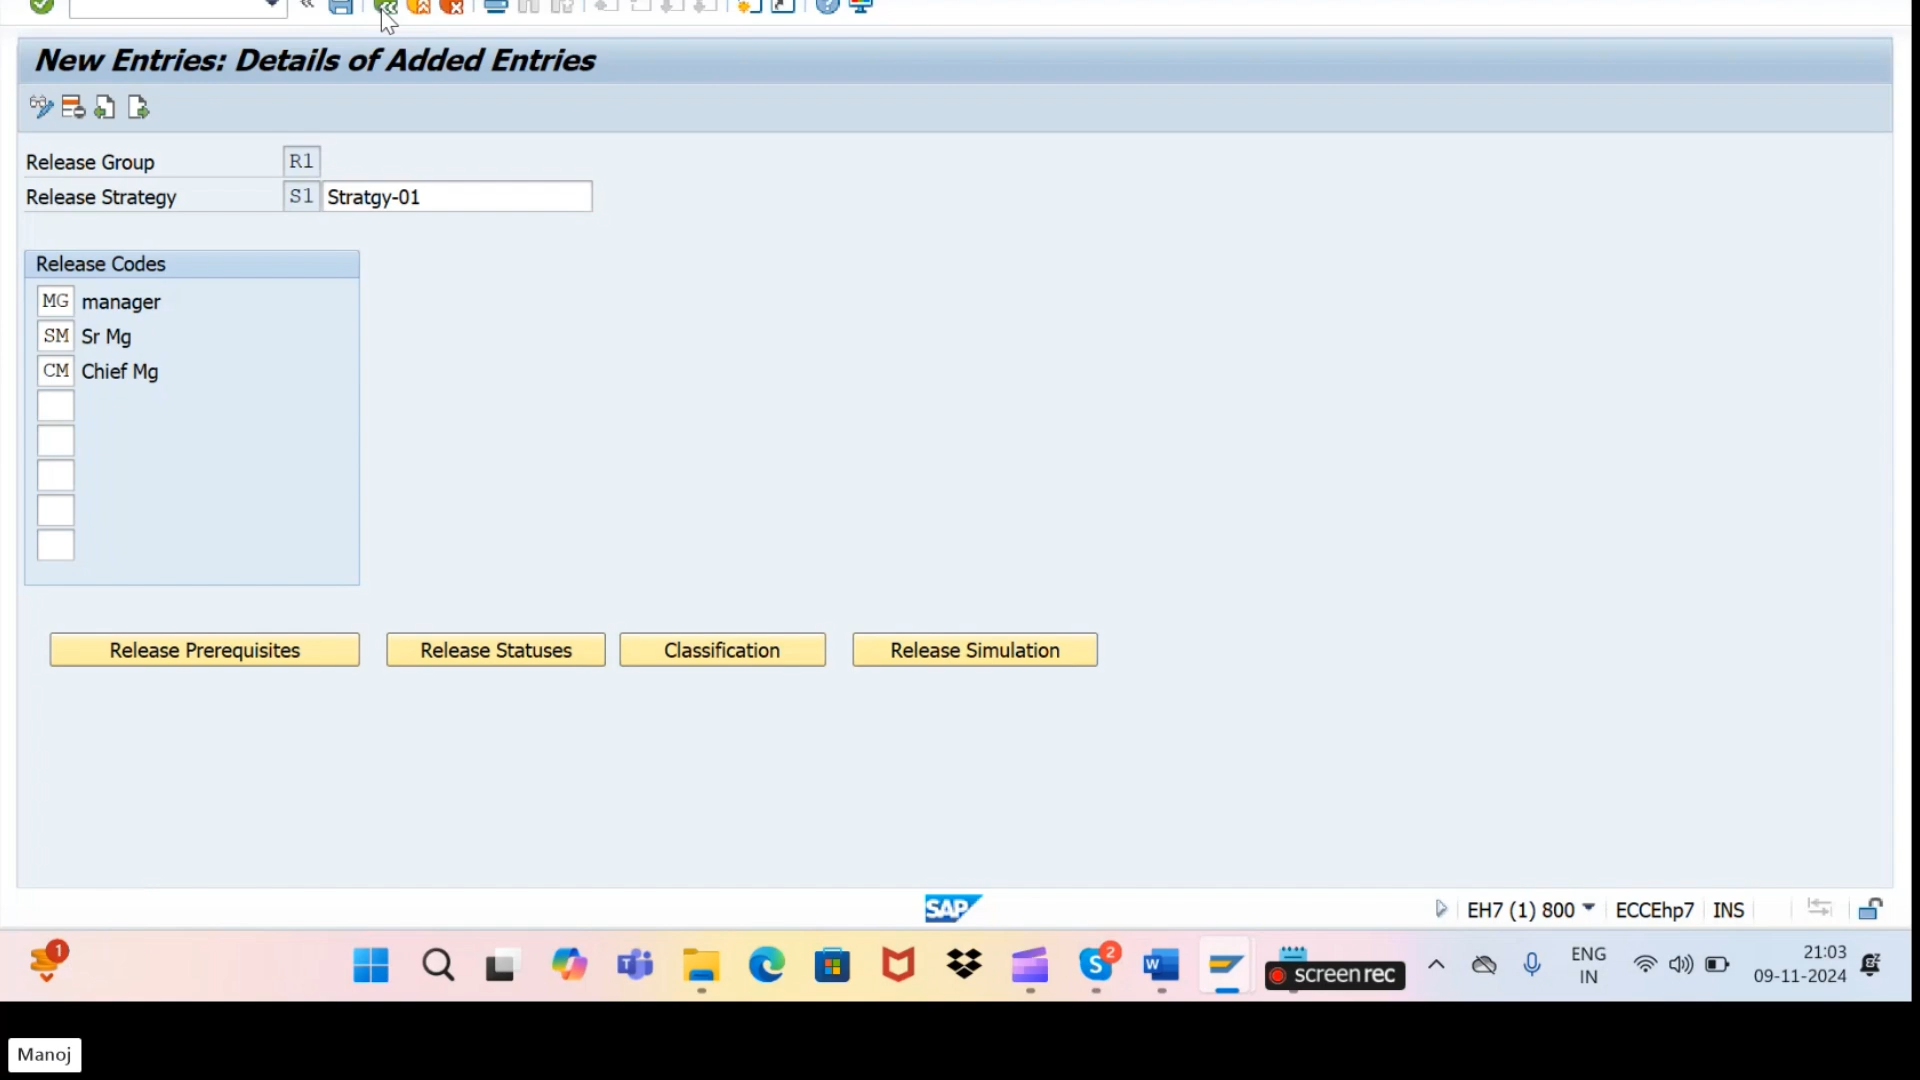 New Entries: Details of Added Entries
Release Group R1
Release Strategy S1 Stratgy-01
Release Codes
MG manager
SM Sr Mg
CM Chief Mg
Release Prerequisites Release Statuses Classification Release Simulation
SAP EH7 (1) 800 ECCEhp7 INS
1 2 screenrec ENG IN 21:03
09-11-2024
Manoj